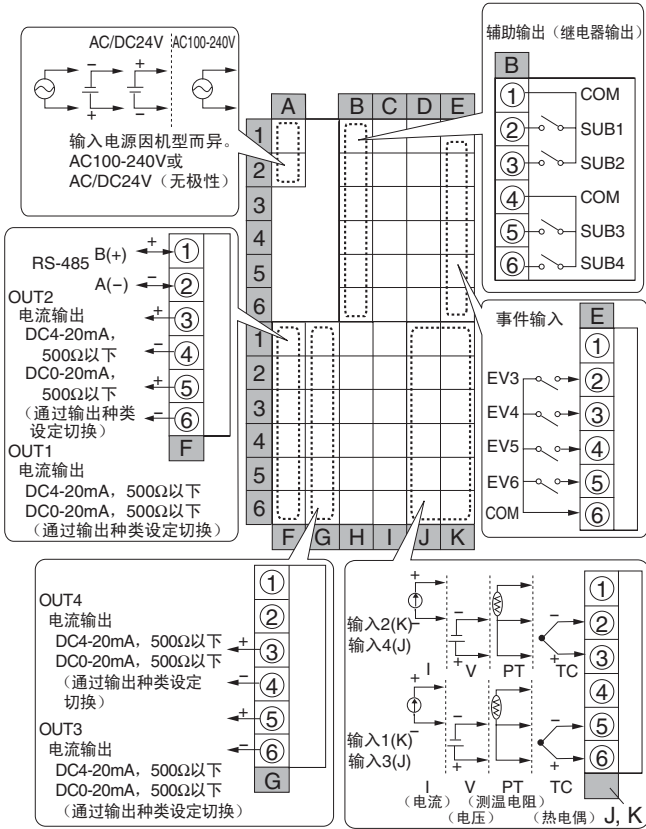 AC/DC24V AC100-240V
− + + −
输入电源因机型而异。
AC100-240V或
AC/DC24V（无极性）
A B C D E
1
2
3
4
5
6
1
2
3
4
5
6
F G H I J K
辅助输出（继电器输出）
B
① COM
② SUB1
③ SUB2
④ COM
⑤ SUB3
⑥ SUB4
RS-485 B(+) + ①
A(−) − ②
OUT2
电流输出 + ③
DC4-20mA，
500Ω以下 − ④
DC0-20mA，
500Ω以下 + ⑤
（通过输出种类
设定切换） − ⑥
F
OUT1
电流输出
DC4-20mA，500Ω以下
DC0-20mA，500Ω以下
（通过输出种类设定切换）
事件输入 E
①
EV3 ②
EV4 ③
EV5 ④
EV6 ⑤
COM ⑥
①
OUT4
②
电流输出
DC4-20mA，500Ω以下 + ③
DC0-20mA，500Ω以下
（通过输出种类设定 − ④
切换）
+ ⑤
OUT3
电流输出 − ⑥
DC4-20mA，500Ω以下 G
DC0-20mA，500Ω以下
（通过输出种类设定切换）
+ ①
输入2(K) − − − ②
输入4(J) ③
I + V PT + TC
④
+ ⑤
输入1(K) − − −
输入3(J) ⑥
I + V PT + TC
（电流） （测温电阻）
（电压） （热电偶） J, K